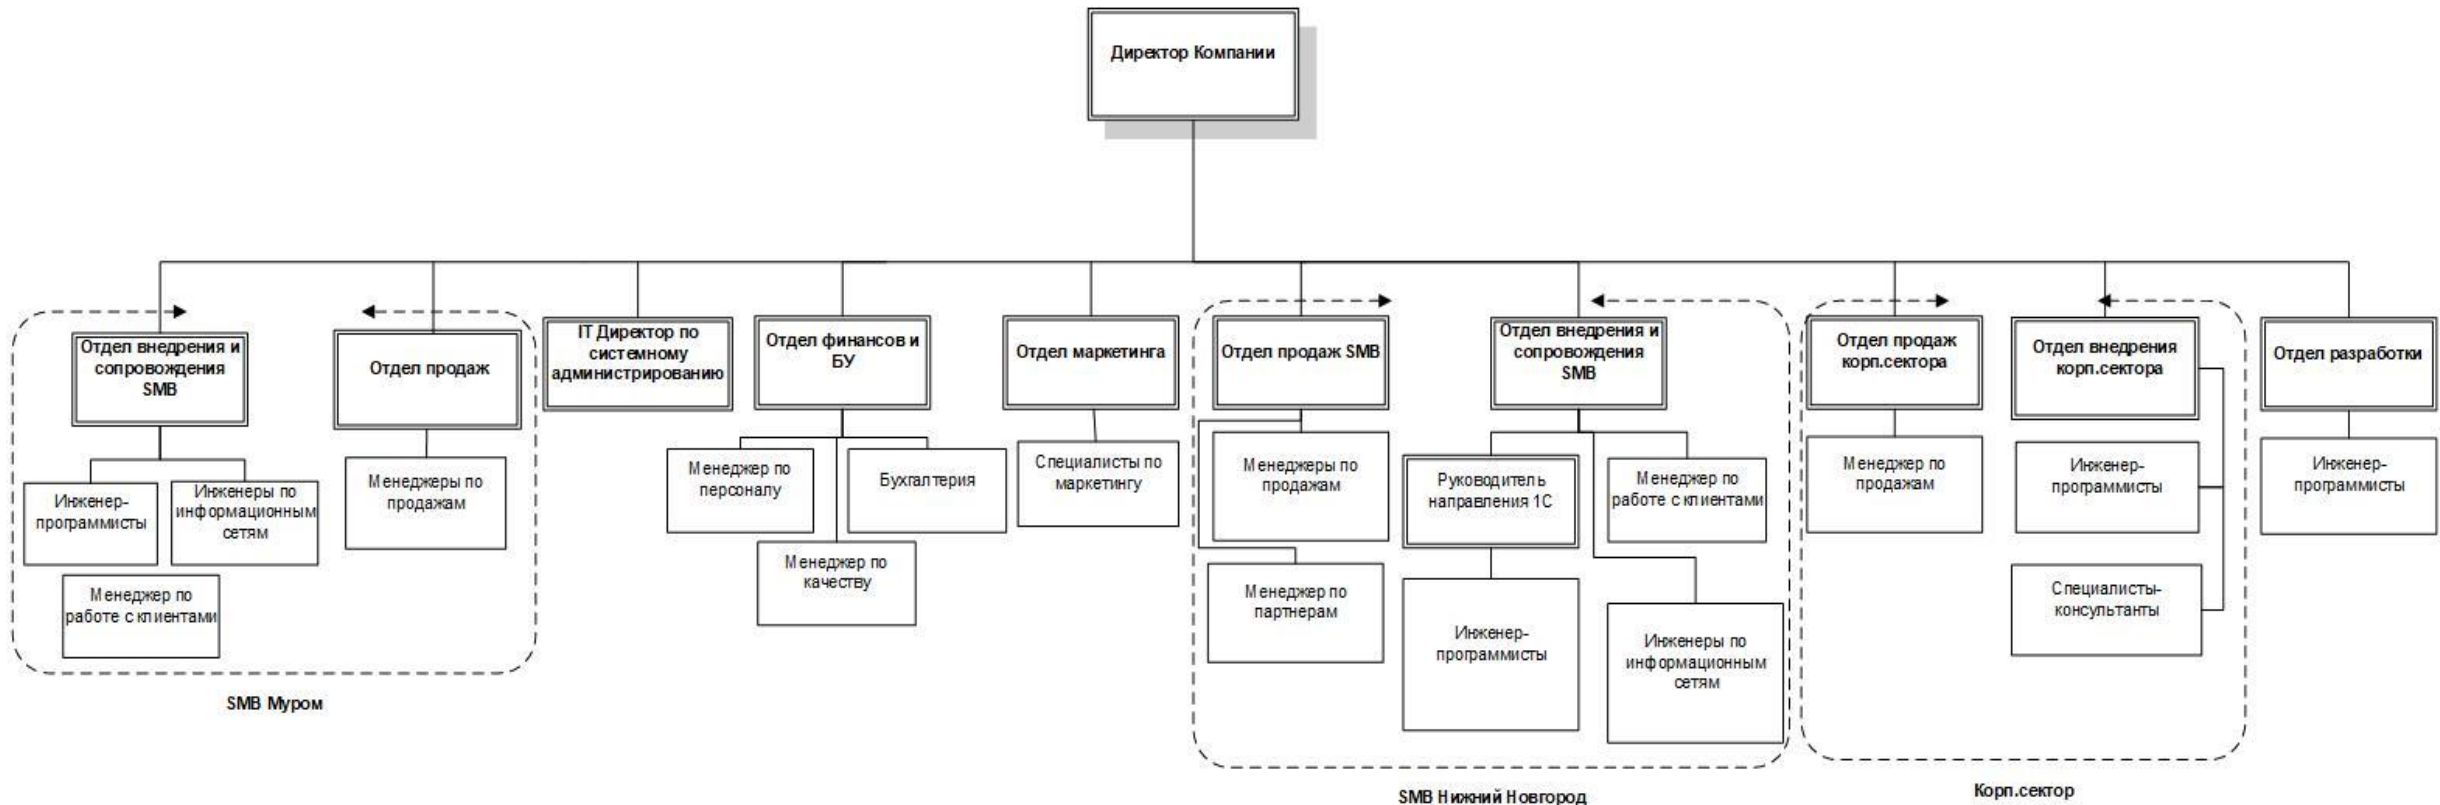 Директор Компании
Отдел внедрения и
сопровождения
SMB
Отдел продаж
IT Директор по
системному
администрированию
Отдел финансов и
БУ
Отдел маркетинга
Отдел продаж SMB
Отдел внедрения и
сопровождения
SMB
Отдел продаж
корп.сектора
Отдел внедрения
корп.сектора
Отдел разработки
Инженер-
программисты
Инженеры по
информационным
сетям
Менеджеры по
продажам
Менеджер по
персоналу
Бухгалтерия
Специалисты по
маркетингу
Менеджеры по
продажам
Руководитель
направления 1С
Менеджер по
работе с клиентами
Менеджер по
продажам
Инженер-
программисты
Инженер-
программисты
Менеджер по
работе с клиентами
Менеджер по
качеству
Менеджер по
партнерам
Инженер-
программисты
Инженеры по
информационным
сетям
Специалисты-
консультанты
SMB Муром
SMB Нижний Новгород
Корп.сектор